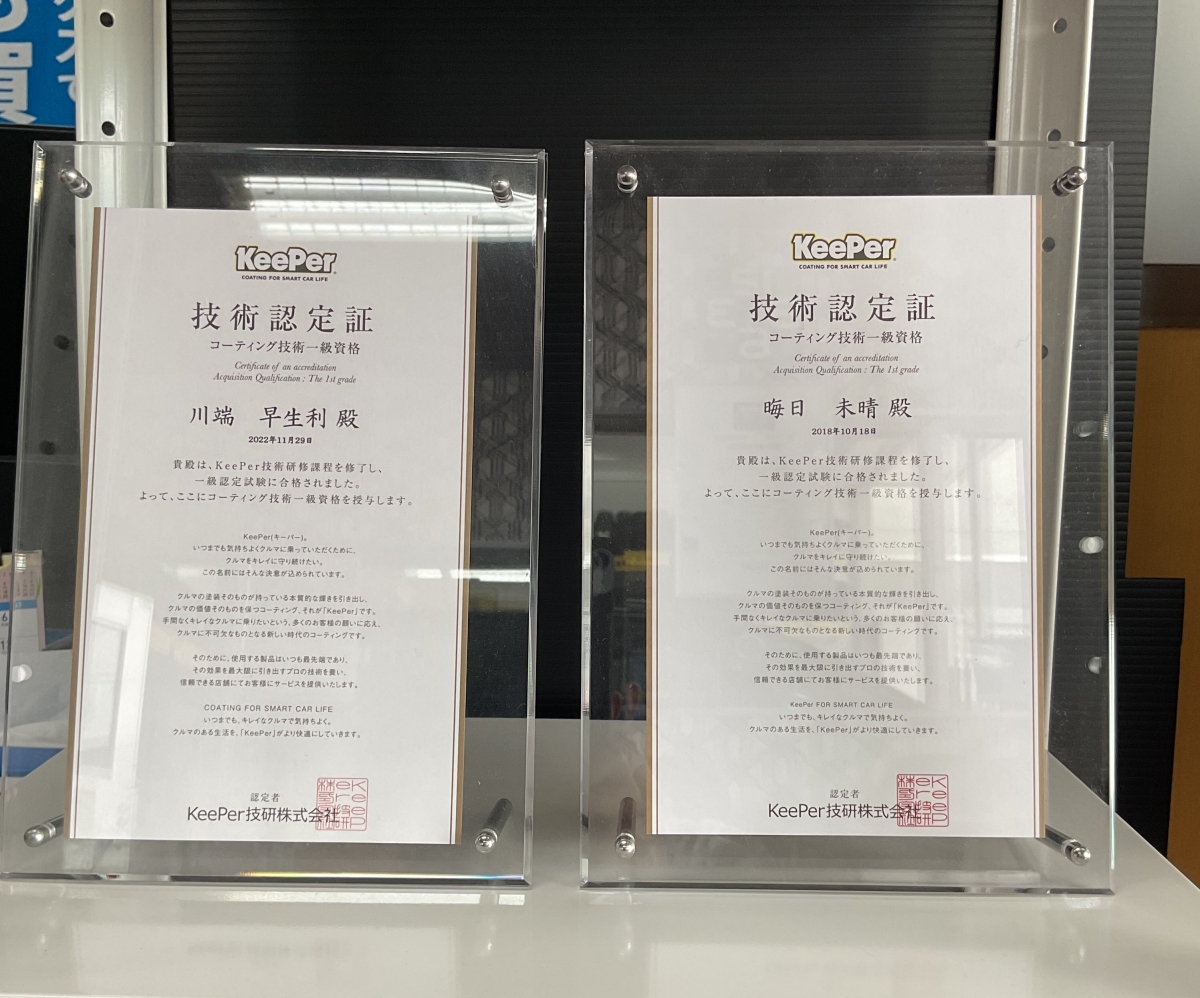 買
KeePer
COATING FOR SMART CAR LIFE
技術認定証
コーティング技術一級資格
Certificate of an accreditation
Acquisition Qualification : The 1st grade
川端 早生利 殿
2022年11月29日
貴殿は、KeePer技術研修課程を修了し、
一級認定試験に合格されました。
よって、ここにコーティング技術一級資格を授与します。
KeePer(キーパー)。
いつまでも気持ちよくクルマに乗っていただくために、
クルマをキレイに守り続けたい。
この名前にはそんな決意が込められています。
クルマの塗装そのものが持っている本質的な輝きを引き出し、
クルマの価値そのものを保つコーティング、それが「KeePer」です。
手間なくキレイなクルマに乗りたいという、多くのお客様の願いに応え、
クルマに不可欠なものとなる新しい時代のコーティングです。
そのために、使用する製品はいつも最先端であり、
その効果を最大限に引き出すプロの技術を養い、
信頼できる店舗にてお客様にサービスを提供いたします。
COATING FOR SMART CAR LIFE
いつまでも、キレイなクルマで気持ちよく。
クルマのある生活を、「KeePer」がより快適にしていきます。
認定者
KeePer技研株式会社
KeePer
COATING FOR SMART CAR LIFE
技術認定証
コーティング技術一級資格
Certificate of an accreditation
Acquisition Qualification : The 1st grade
晦日 未晴 殿
2018年10月18日
貴殿は、KeePer技術研修課程を修了し、
一級認定試験に合格されました。
よって、ここにコーティング技術一級資格を授与します。
KeePer(キーパー)。
いつまでも気持ちよくクルマに乗っていただくために、
クルマをキレイに守り続けたい。
この名前にはそんな決意が込められています。
クルマの塗装そのものが持っている本質的な輝きを引き出し、
クルマの価値そのものを保つコーティング、それが「KeePer」です。
手間なくキレイなクルマに乗りたいという、多くのお客様の願いに応え、
クルマに不可欠なものとなる新しい時代のコーティングです。
そのために、使用する製品はいつも最先端であり、
その効果を最大限に引き出すプロの技術を養い、
信頼できる店舗にてお客様にサービスを提供いたします。
KeePer FOR SMART CAR LIFE
いつまでも、キレイなクルマで気持ちよく。
クルマのある生活を、「KeePer」がより快適にしていきます。
認定者
KeePer技研株式会社